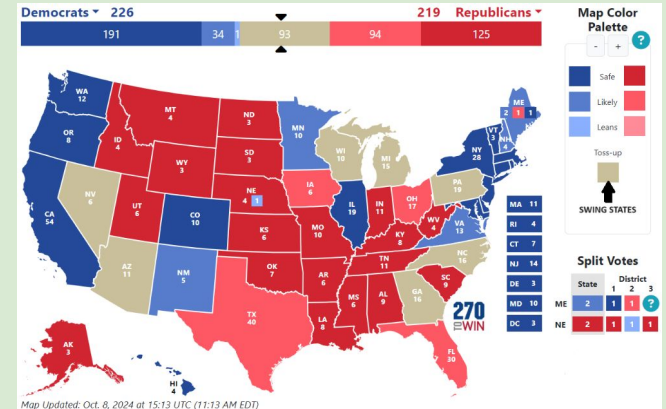 Democrats 226
219 Republicans
191 34 1 93 94 125
Map Color
Palette
- + ?
Safe
Likely
Leans
Toss-up
SWING STATES
WA
12
OR
8
CA
54
NV
6
ID
4
MT
4
WY
3
UT
6
AZ
11
CO
10
NM
5
ND
3
SD
3
NE
4 1
KS
6
OK
7
TX
40
MN
10
IA
6
MO
10
AR
6
LA
8
WI
10
IL
19
MI
15
IN
11
OH
17
KY
8
TN
11
MS
6
AL
9
GA
16
FL
30
SC
9
NC
16
VA
13
WV
4
PA
19
NY
28
VT
3
NH
4
ME
2 1 1
AK
3
HI
4
MA 11
RI 4
CT 7
NJ 14
DE 3
MD 10
DC 3
270
TO WIN
Split Votes
State District
1 2 3
ME 2 1 1 ?
NE 2 1 1 1
Map Updated: Oct. 8, 2024 at 15:13 UTC (11:13 AM EDT)